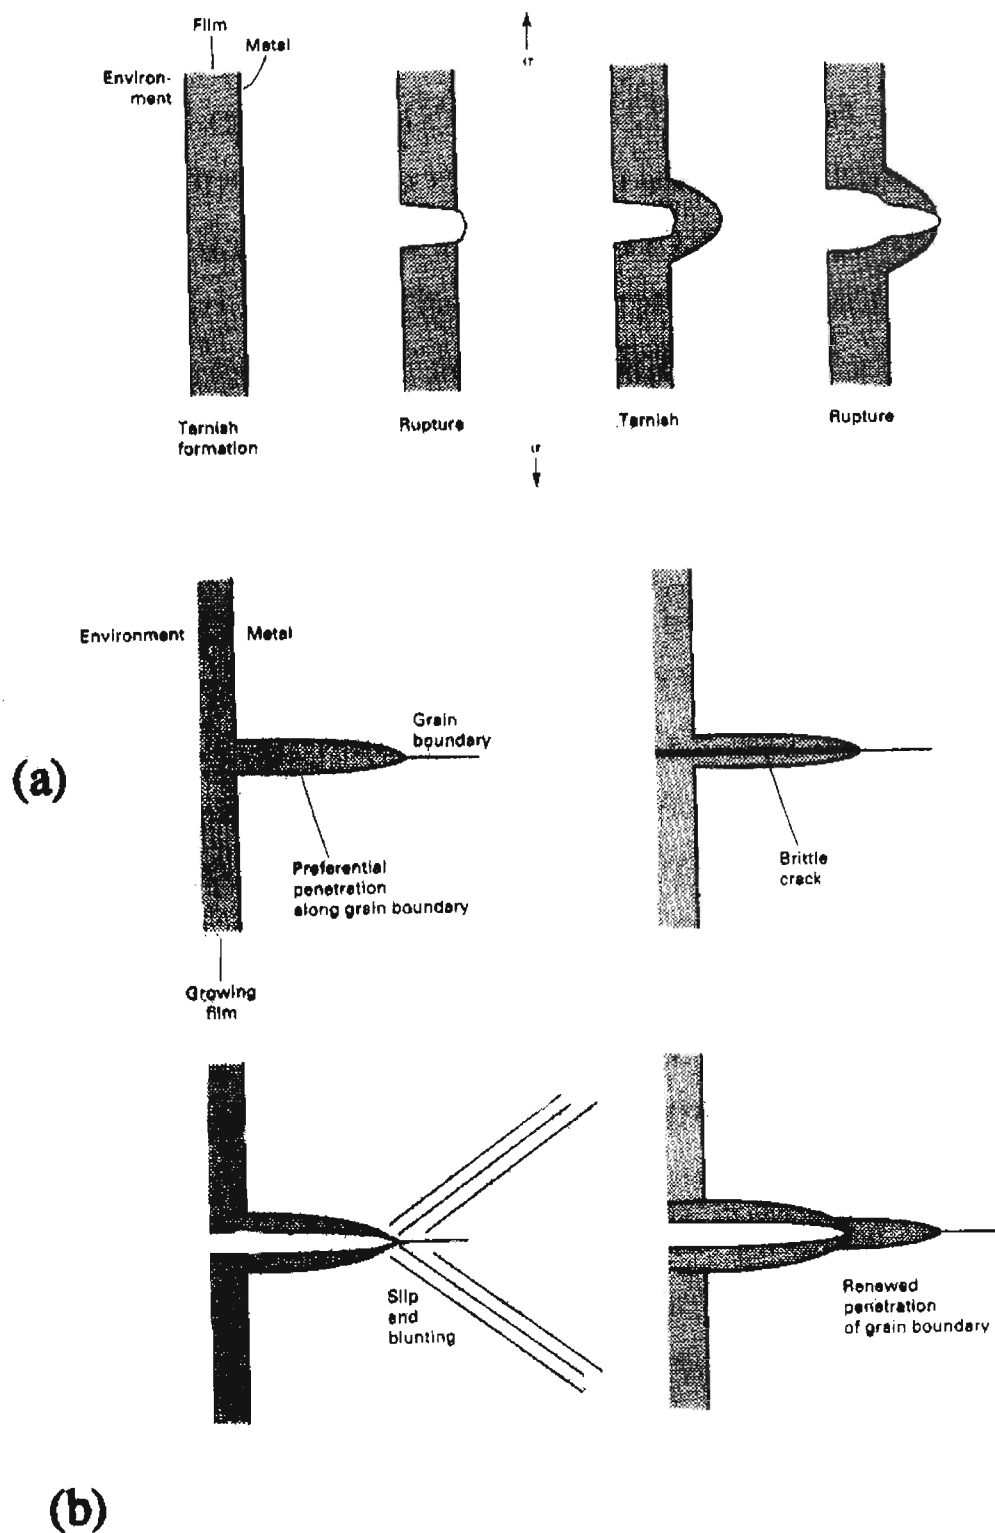 Film
Metal
Environ-
ment
σ
Tarnish
formation
Rupture
Tarnish
Rupture
σ
Environment
Metal
Grain
boundary
(a)
Preferential
penetration
along grain boundary
Brittle
crack
Growing
film
Slip
and
blunting
Renewed
penetration
of grain boundary
(b)